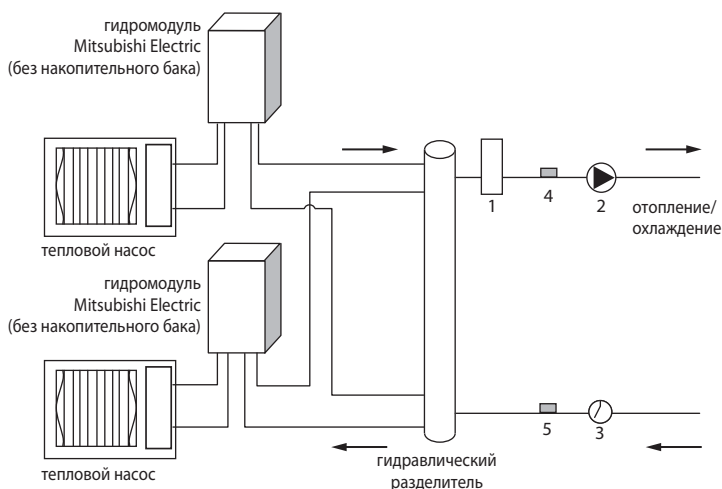 гидромодуль
Mitsubishi Electric
(без накопительного бака)
тепловой насос
1
4
2
отопление/
охлаждение
гидромодуль
Mitsubishi Electric
(без накопительного бака)
тепловой насос
5
3
гидравлический
разделитель